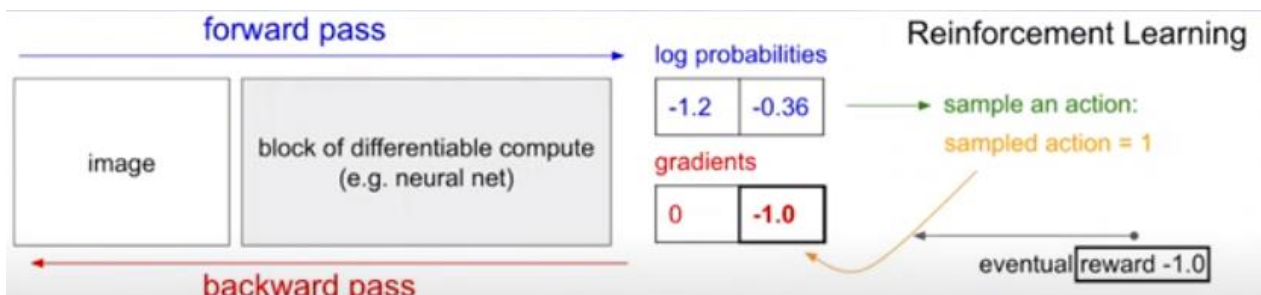 forward pass
Reinforcement Learning
log probabilities
-1.2 -0.36
sample an action:
sampled action = 1
image
block of differentiable compute
(e.g. neural net)
gradients
0 -1.0
eventual reward -1.0
backward pass